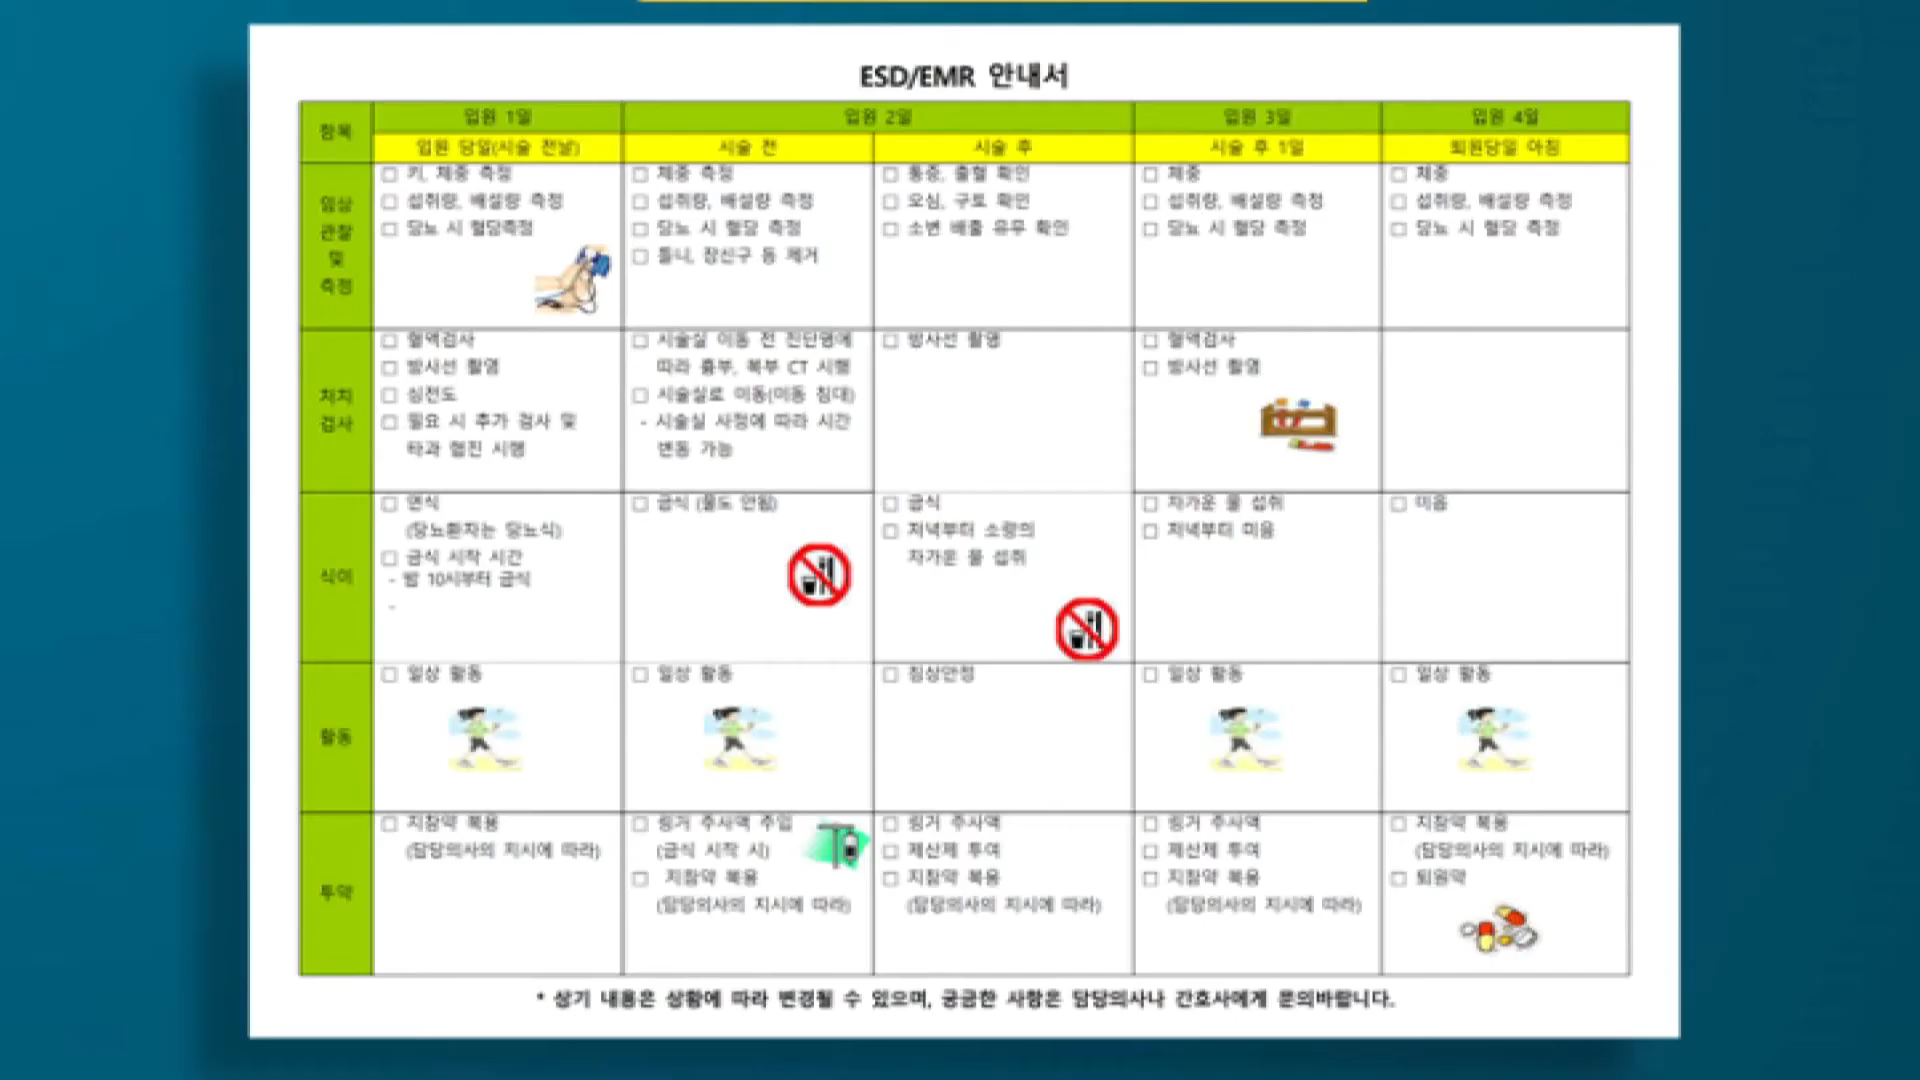 ESD/EMR 안내서
항목
입원 1일
입원 2일
입원 3일
입원 4일
입원 당일(시술 전날)
시술 전
시술 후
시술 후 1일
퇴원당일 아침
임상
관찰
및
측정
□ 키, 체중 측정
□ 섭취량, 배설량 측정
□ 당뇨 시 혈당측정
□ 체중 측정
□ 섭취량, 배설량 측정
□ 당뇨 시 혈당 측정
□ 틀니, 장신구 등 제거
□ 통증, 출혈 확인
□ 오심, 구토 확인
□ 소변 배출 유무 확인
□ 체중
□ 섭취량, 배설량 측정
□ 당뇨 시 혈당 측정
□ 체중
□ 섭취량, 배설량 측정
□ 당뇨 시 혈당 측정
처치
검사
□ 혈액검사
□ 방사선 촬영
□ 심전도
□ 필요 시 추가 검사 및
타과 협진 시행
□ 시술실 이동 전 진단명에
따라 흉부, 복부 CT 시행
□ 시술실로 이동(이동 침대)
- 시술실 사정에 따라 시간
변동 가능
□ 방사선 촬영
□ 혈액검사
□ 방사선 촬영
식이
□ 연식
(당뇨환자는 당뇨식)
□ 금식 시작 시간
- 밤 10시부터 금식
-
□ 금식 (물도 안됨)
□ 금식
□ 저녁부터 소량의
차가운 물 섭취
□ 차가운 물 섭취
□ 저녁부터 미음
□ 미음
활동
□ 일상 활동
□ 일상 활동
□ 침상안정
□ 일상 활동
□ 일상 활동
투약
□ 지참약 복용
(담당의사의 지시에 따라)
□ 링거 주사액 주입
(금식 시작 시)
□ 지참약 복용
(담당의사의 지시에 따라)
□ 링거 주사액
□ 제산제 투여
□ 지참약 복용
(담당의사의 지시에 따라)
□ 링거 주사액
□ 제산제 투여
□ 지참약 복용
(담당의사의 지시에 따라)
□ 지참약 복용
(담당의사의 지시에 따라)
□ 퇴원약
* 상기 내용은 상황에 따라 변경될 수 있으며, 궁금한 사항은 담당의사나 간호사에게 문의바랍니다.